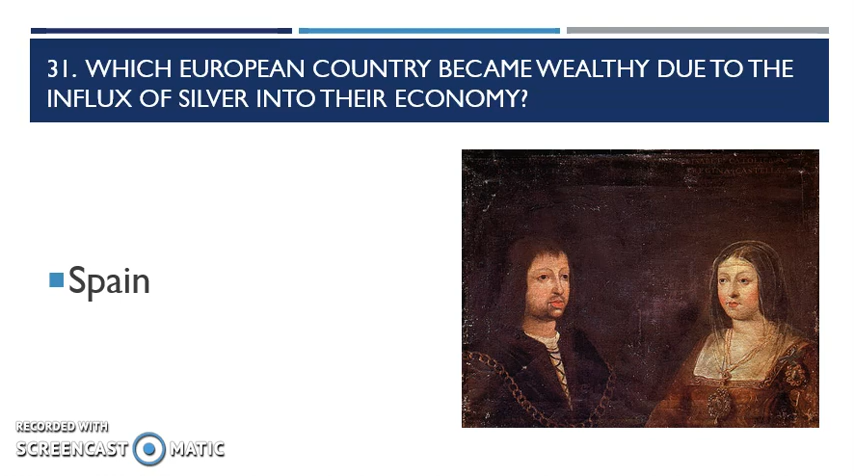 31. WHICH EUROPEAN COUNTRY BECAME WEALTHY DUE TO THE
INFLUX OF SILVER INTO THEIR ECONOMY?
Spain
RECORDED WITH
SCREENCAST MATIC